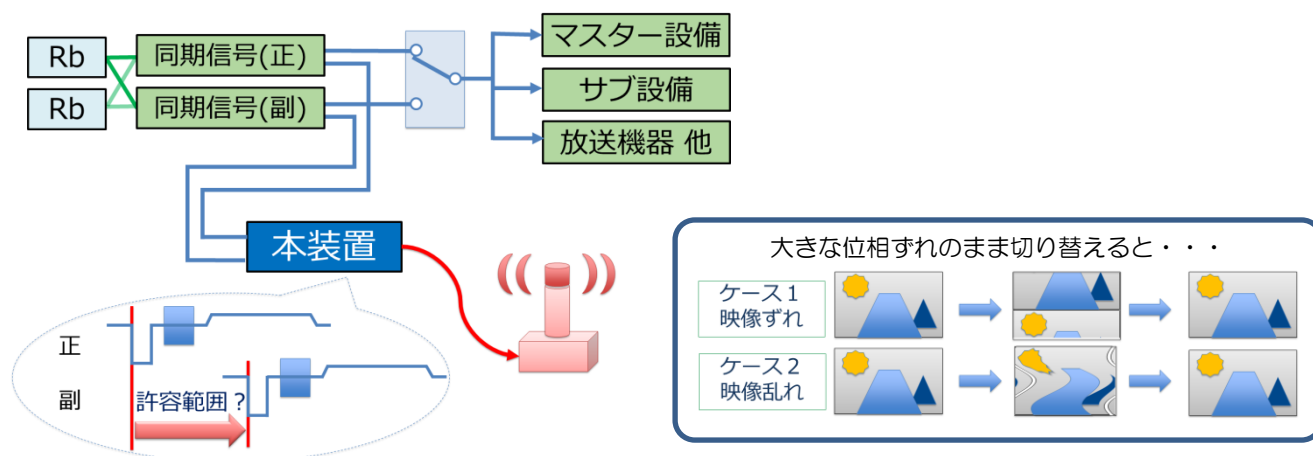 Rb
Rb
同期信号(正)
同期信号(副)
マスター設備
サブ設備
放送機器 他
本装置
正
副
許容範囲？
大きな位相ずれのまま切り替えると・・・
ケース１
映像ずれ
ケース２
映像乱れ